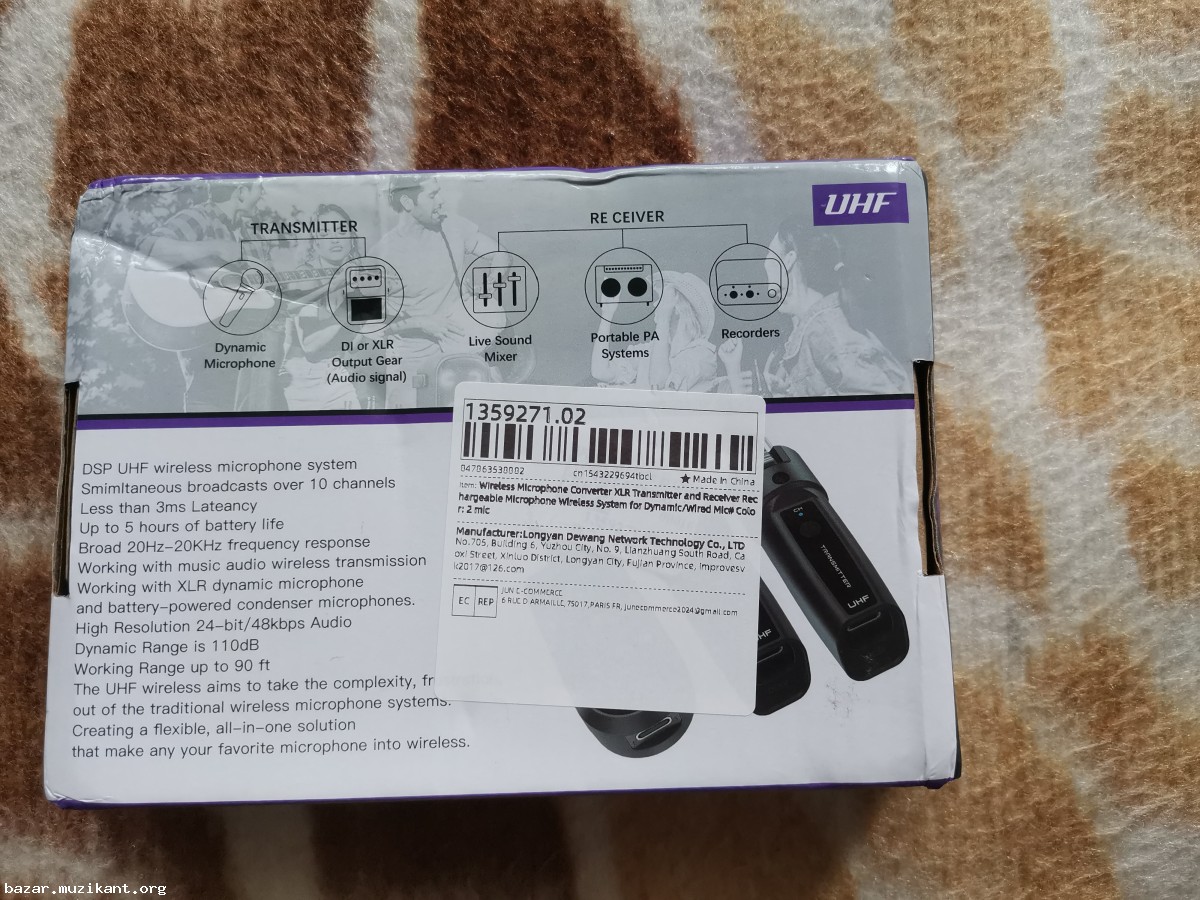 UHF
TRANSMITTER
RE CEIVER
Dynamic
Microphone
DI or XLR
Output Gear
(Audio signal)
Live Sound
Mixer
Portable PA
Systems
Recorders
DSP UHF wireless microphone system
Smimltaneous broadcasts over 10 channels
Less than 3ms Lateancy
Up to 5 hours of battery life
Broad 20Hz-20KHz frequency response
Working with music audio wireless transmission
Working with XLR dynamic microphone
and battery-powered condenser microphones.
High Resolution 24-bit/48kbps Audio
Dynamic Range is 110dB
Working Range up to 90 ft
The UHF wireless aims to take the complexity, fr
out of the traditional wireless microphone systems.
Creating a flexible, all-in-one solution
that make any your favorite microphone into wireless.
1359271.02
047063530002 cn1543229694tbcl ★ Made In China
Item: Wireless Microphone Converter XLR Transmitter and Receiver Rec
hargeable Microphone Wireless System for Dynamic/Wired Mic# Colo
r: 2 mic
Manufacturer:Longyan Dewang Network Technology Co., LTD
No.705, Building 6, Yuzhou City, No. 9, Lianzhuang South Road, Ca
oxi Street, Xinluo District, Longyan City, Fujian Province, Improvesv
k2017@126.com
EC REP
JUN E-COMMERCE
6 RUE D ARMAILLE, 75017, PARIS FR, junecommerce2024@gmail.com
CH
TRANSMITTER
UHF
UHF
bazar.muzikant.org